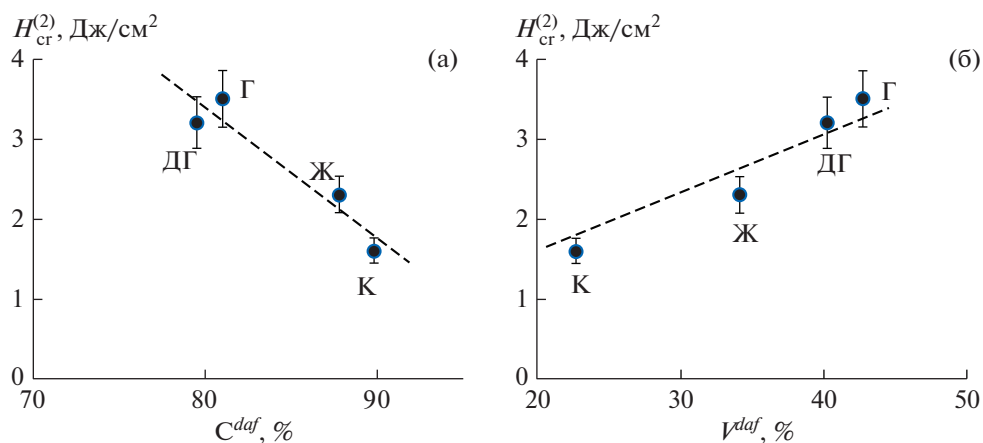 H_cr^(2), Дж/см²
(а)
4
3
2
1
0
70
80
90
ДГ
Г
Ж
К
C^daf, %
H_cr^(2), Дж/см²
(б)
4
3
2
1
0
20
30
40
50
К
Ж
ДГ
Г
V^daf, %